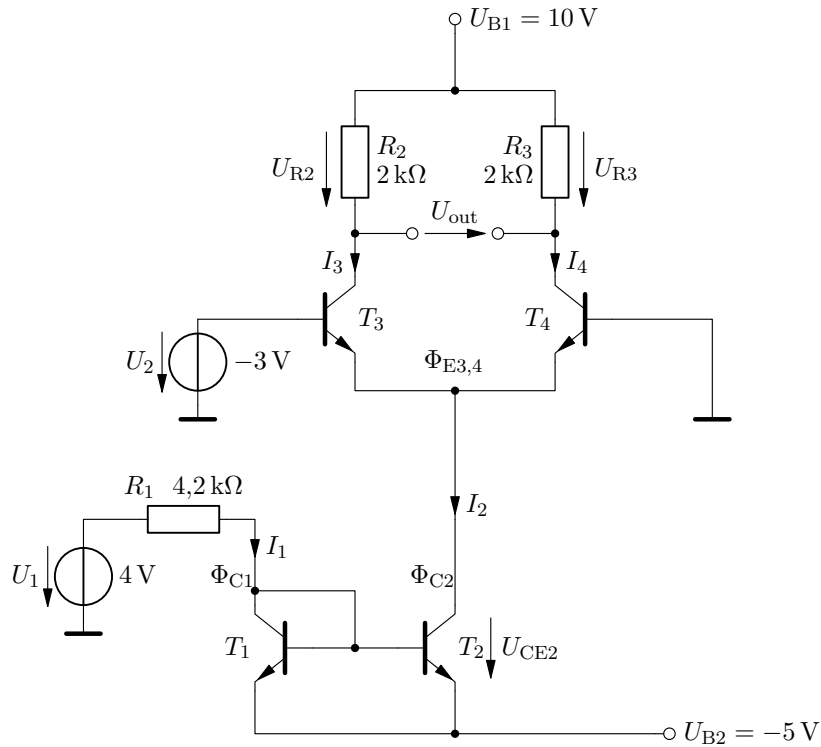 U_B1 = 10 V
R_2
2 kΩ
R_3
2 kΩ
U_R2
U_R3
U_out
I_3
I_4
T_3
T_4
U_2
−3 V
Φ_E3,4
R_1 4,2 kΩ
I_2
I_1
U_1
4 V
Φ_C1
Φ_C2
T_1
T_2
U_CE2
U_B2 = −5 V